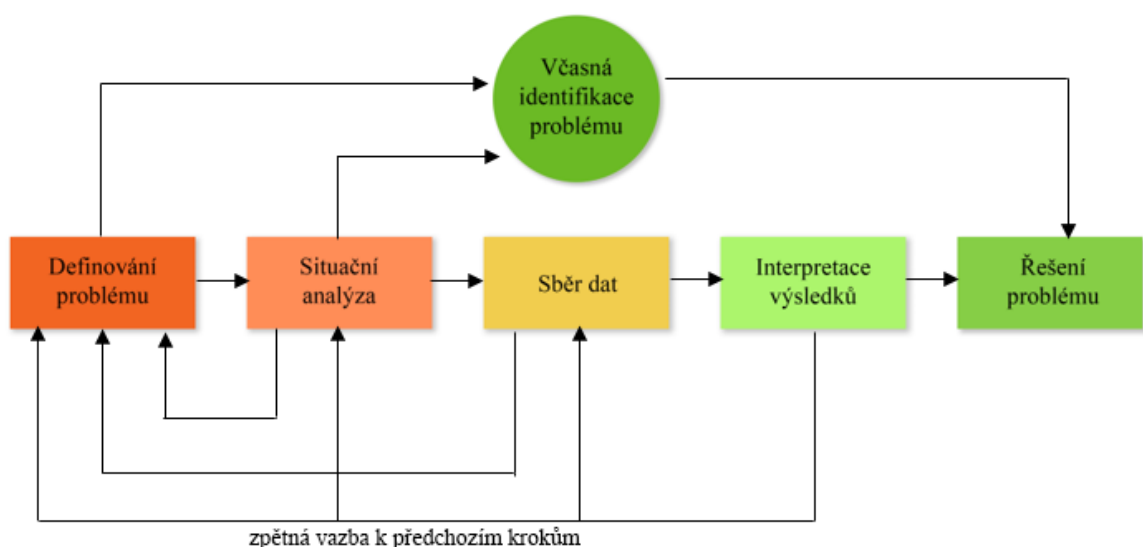 Včasná
identifikace
problému
Definování
problému
Situační
analýza
Sběr dat
Interpretace
výsledků
Řešení
problému
zpětná vazba k předchozím krokům